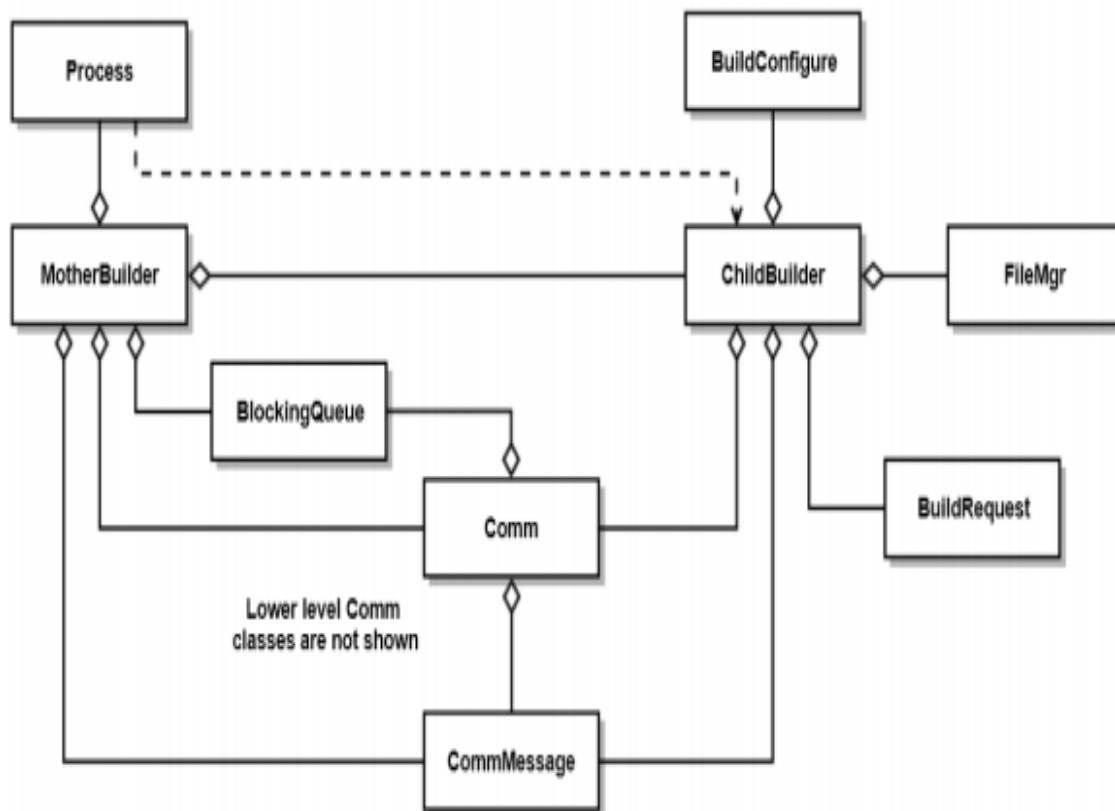 Process
BuildConfigure
MotherBuilder
ChildBuilder
FileMgr
BlockingQueue
Comm
BuildRequest
Lower level Comm
classes are not shown
CommMessage